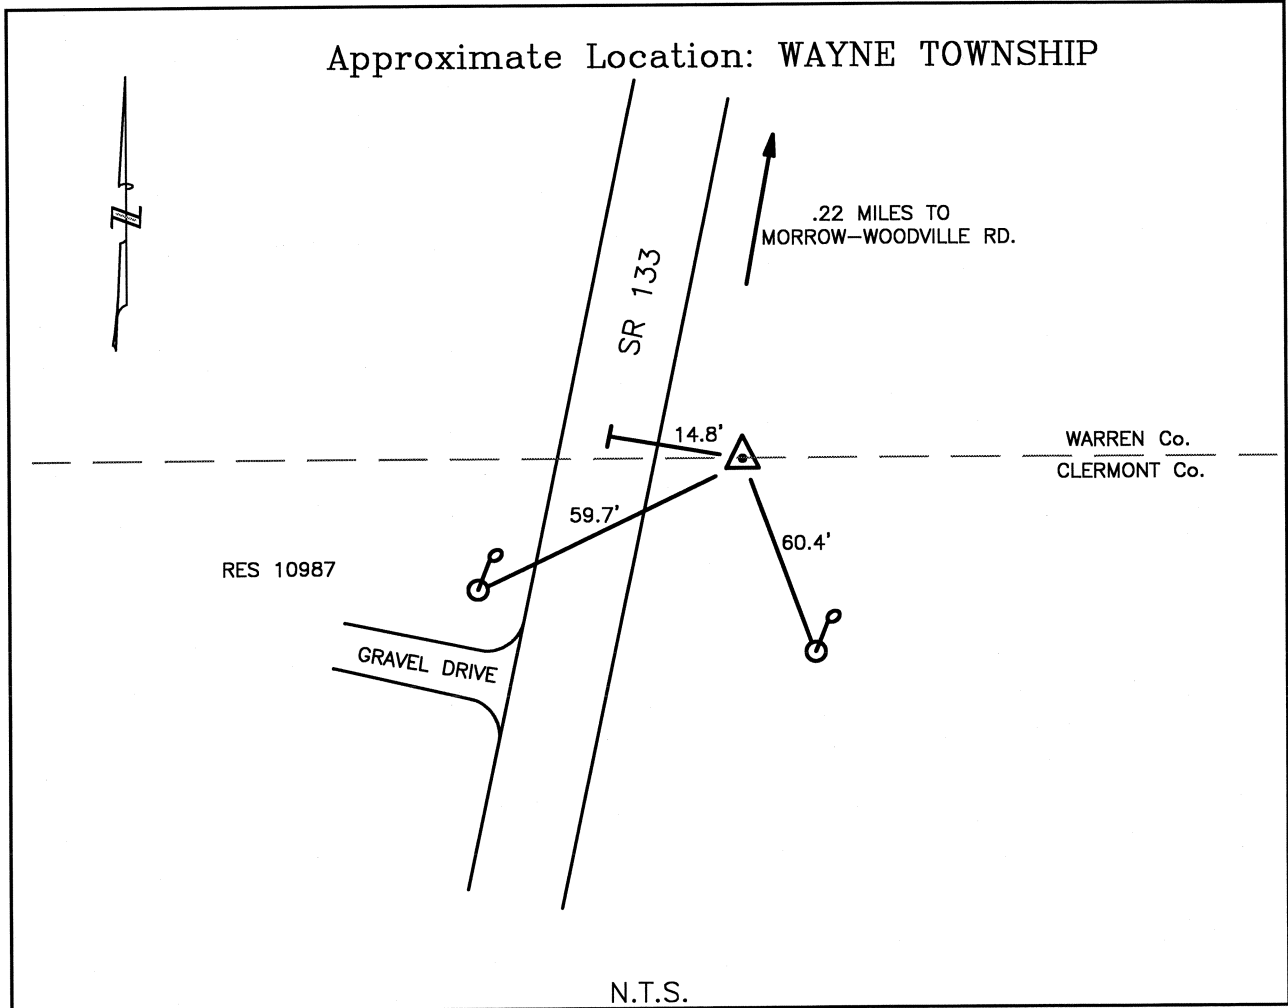 Approximate Location: WAYNE TOWNSHIP
N
.22 MILES TO
MORROW-WOODVILLE RD.
SR 133
14.8'
WARREN Co.
CLERMONT Co.
59.7'
60.4'
RES 10987
GRAVEL DRIVE
N.T.S.